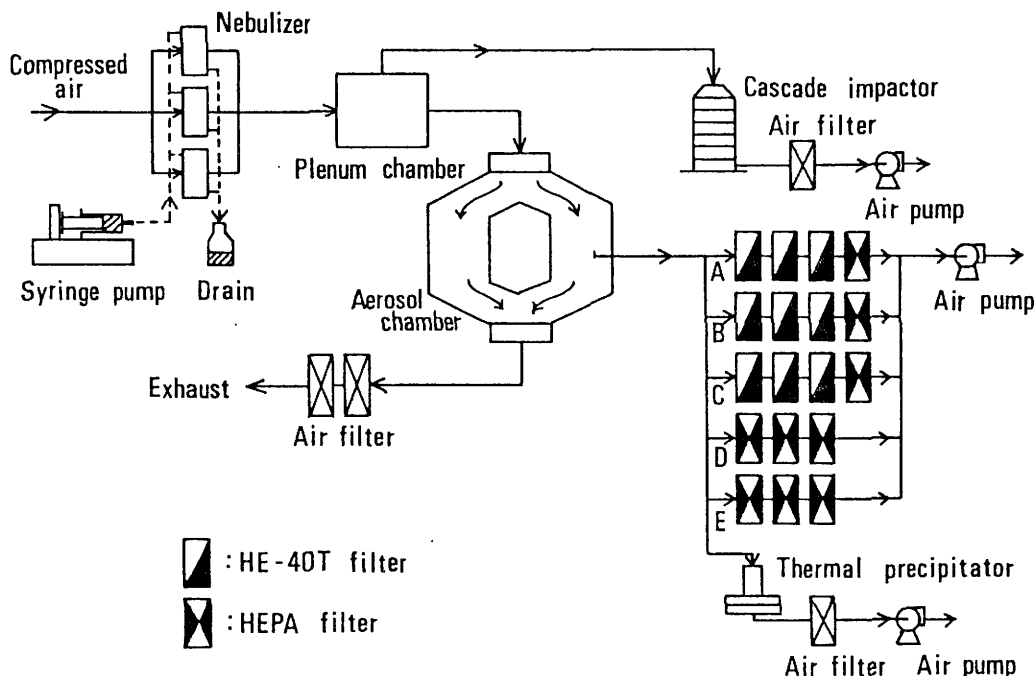 Nebulizer
Compressed
air
Syringe pump
Drain
Plenum chamber
Cascade impactor
Air filter
Air pump
Aerosol
chamber
A
B
C
D
E
Air pump
Exhaust
Air filter
: HE-40T filter
: HEPA filter
Thermal precipitator
Air filter
Air pump